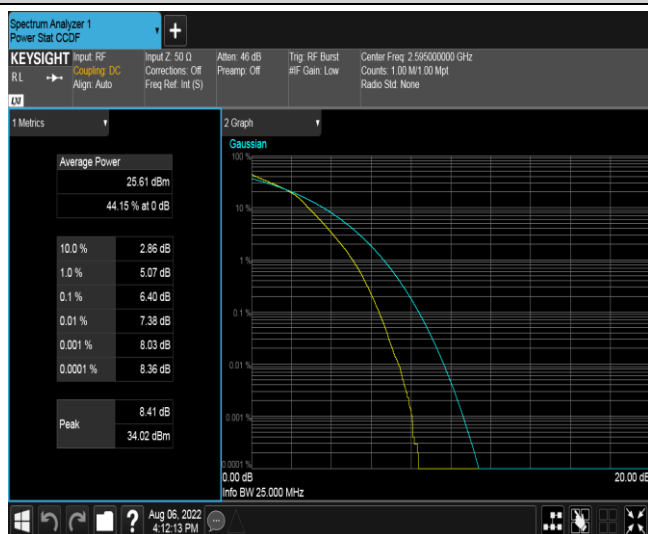 Spectrum Analyzer 1
Power Stat CCDF
+
KEYSIGHT
RL
LXI
Input: RF
Coupling: DC
Align: Auto
Input Z: 50 Ω
Corrections: Off
Freq Ref: Int (S)
Atten: 46 dB
Preamp: Off
Trig: RF Burst
#IF Gain: Low
Center Freq: 2.595000000 GHz
Counts: 1.00 M/1.00 Mpt
Radio Std: None
1 Metrics
Average Power
25.61 dBm
44.15 % at 0 dB
10.0 % 2.86 dB
1.0 % 5.07 dB
0.1 % 6.40 dB
0.01 % 7.38 dB
0.001 % 8.03 dB
0.0001 % 8.36 dB
Peak
8.41 dB
34.02 dBm
2 Graph
Gaussian
100 %
10 %
1 %
0.1 %
0.01 %
0.001 %
0.0001 %
0.00 dB
20.00 dB
Info BW 25.000 MHz
?
Aug 06, 2022
4:12:13 PM